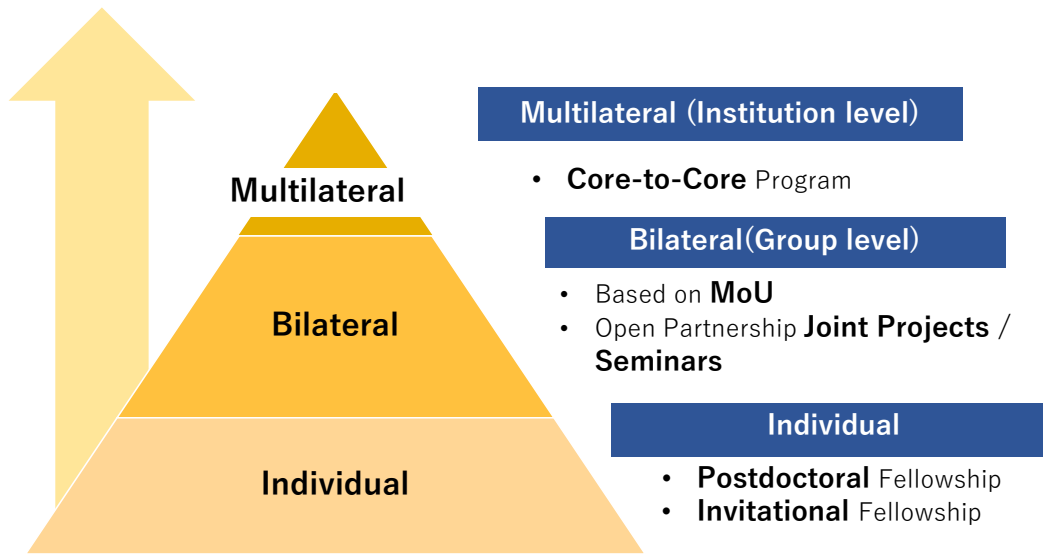 Multilateral (Institution level)
• Core-to-Core Program
Multilateral
Bilateral(Group level)
• Based on MoU
• Open Partnership Joint Projects /
Seminars
Bilateral
Individual
• Postdoctoral Fellowship
• Invitational Fellowship
Individual